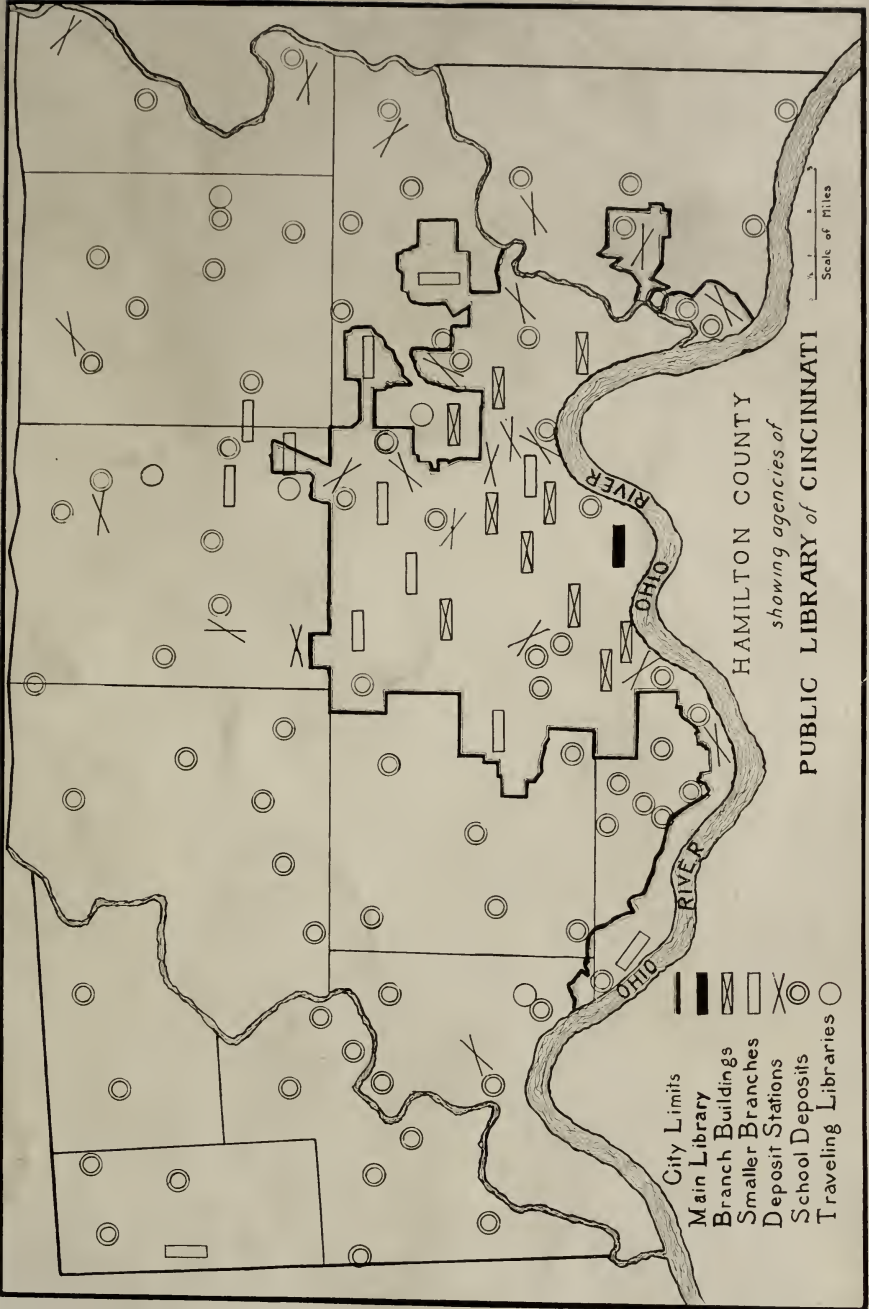 HAMILTON COUNTY
showing agencies of
PUBLIC LIBRARY of CINCINNATI
Scale of Miles
OHIO
RIVER
OHIO
RIVER
OHIO
City Limits
Main Library
Branch Buildings
Smaller Branches
Deposit Stations
School Deposits
Traveling Libraries